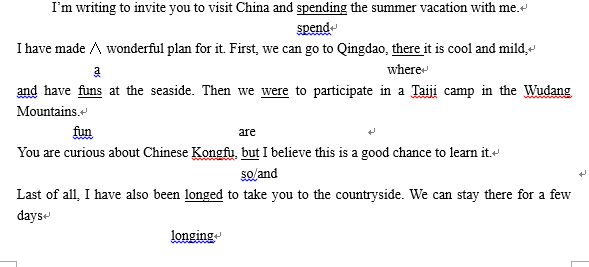 I'm writing to invite you to visit China and spending the summer vacation with me.
spend
I have made ∧ wonderful plan for it. First, we can go to Qingdao, there it is cool and mild,
a where
and have funs at the seaside. Then we were to participate in a Taiji camp in the Wudang
Mountains.
fun are
You are curious about Chinese Kongfu, but I believe this is a good chance to learn it.
so/and
Last of all, I have also been longed to take you to the countryside. We can stay there for a few
days
longing